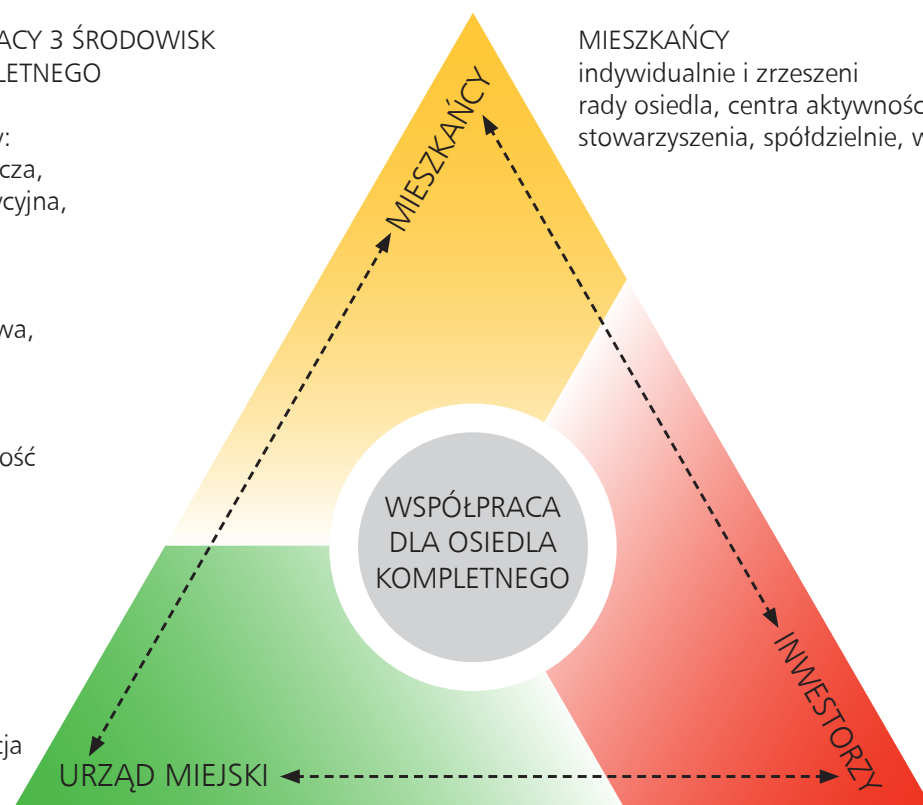 ACY 3 ŚRODOWISK
LETNEGO
y:
cza,
ycyjna,
wa,
ość
cja
MIESZKAŃCY
indywidualnie i zrzeszeni
rady osiedla, centra aktywnośc
stowarzyszenia, spółdzielnie, w
MIESZKAŃCY
WSPÓŁPRACA
DLA OSIEDLA
KOMPLETNEGO
INWESTORZY
URZĄD MIEJSKI